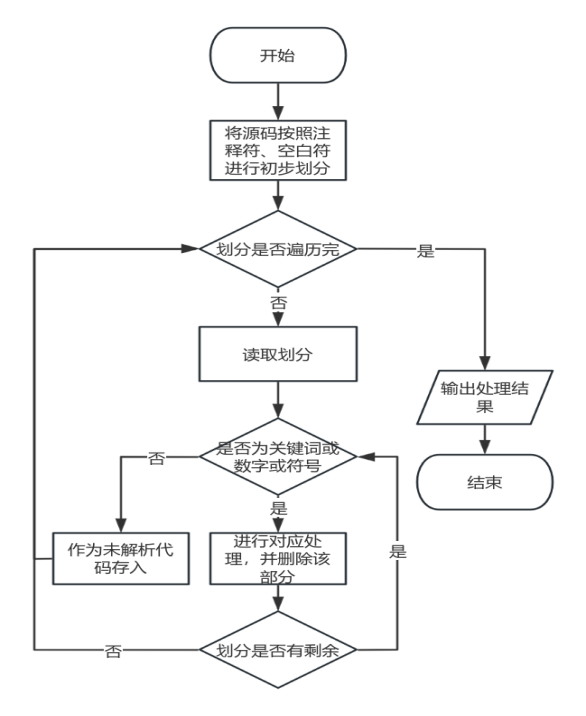 开始
将源码按照注
释符、空白符
进行初步划分
划分是否遍历完
是
否
读取划分
输出处理结
果
是否为关键词或
数字或符号
否
结束
是
作为未解析代
码存入
进行对应处
理，并删除该
部分
是
划分是否有剩余
否